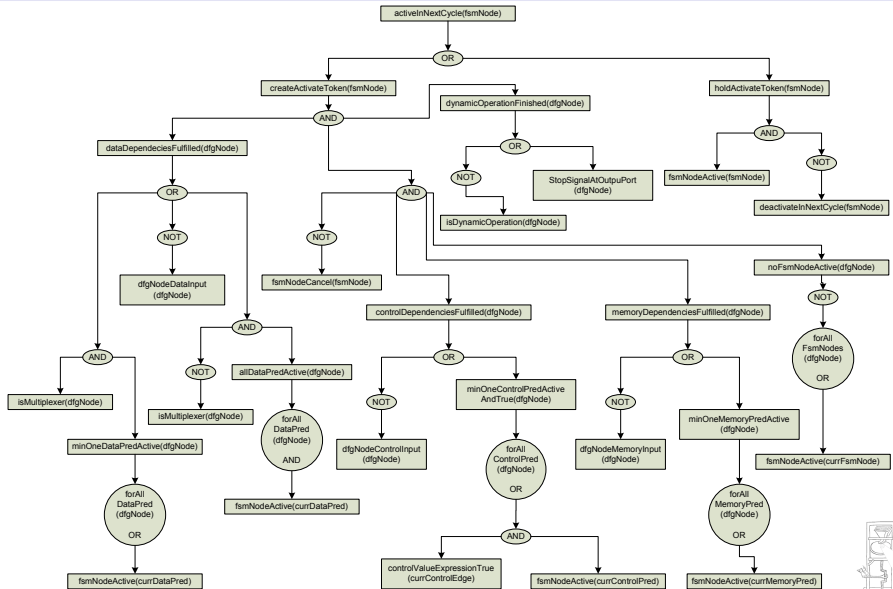 activeInNextCycle(fsmNode)
OR
createActivateToken(fsmNode)
holdActivateToken(fsmNode)
AND
dynamicOperationFinished(dfgNode)
AND
dataDependeciesFulfilled(dfgNode)
OR
fsmNodeActive(fsmNode)
NOT
NOT
StopSignalAtOutpuPort
(dfgNode)
OR
AND
deactivateInNextCycle(fsmNode)
isDynamicOperation(dfgNode)
NOT
NOT
dfgNodeDataInput
(dfgNode)
fsmNodeCancel(fsmNode)
noFsmNodeActive(dfgNode)
NOT
controlDependenciesFulfilled(dfgNode)
memoryDependenciesFulfilled(dfgNode)
AND
AND
OR
OR
forAll
FsmNodes
(dfgNode)
OR
NOT
allDataPredActive(dfgNode)
minOneControlPredActive
AndTrue(dfgNode)
isMultiplexer(dfgNode)
isMultiplexer(dfgNode)
NOT
NOT
minOneMemoryPredActive
(dfgNode)
minOneDataPredActive(dfgNode)
forAll
DataPred
(dfgNode)
AND
dfgNodeControlInput
(dfgNode)
forAll
ControlPred
(dfgNode)
OR
dfgNodeMemoryInput
(dfgNode)
fsmNodeActive(currFsmNode)
forAll
DataPred
(dfgNode)
OR
fsmNodeActive(currDataPred)
forAll
MemoryPred
(dfgNode)
OR
AND
controlValueExpressionTrue
(currControlEdge)
fsmNodeActive(currDataPred)
fsmNodeActive(currControlPred)
fsmNodeActive(currMemoryPred)